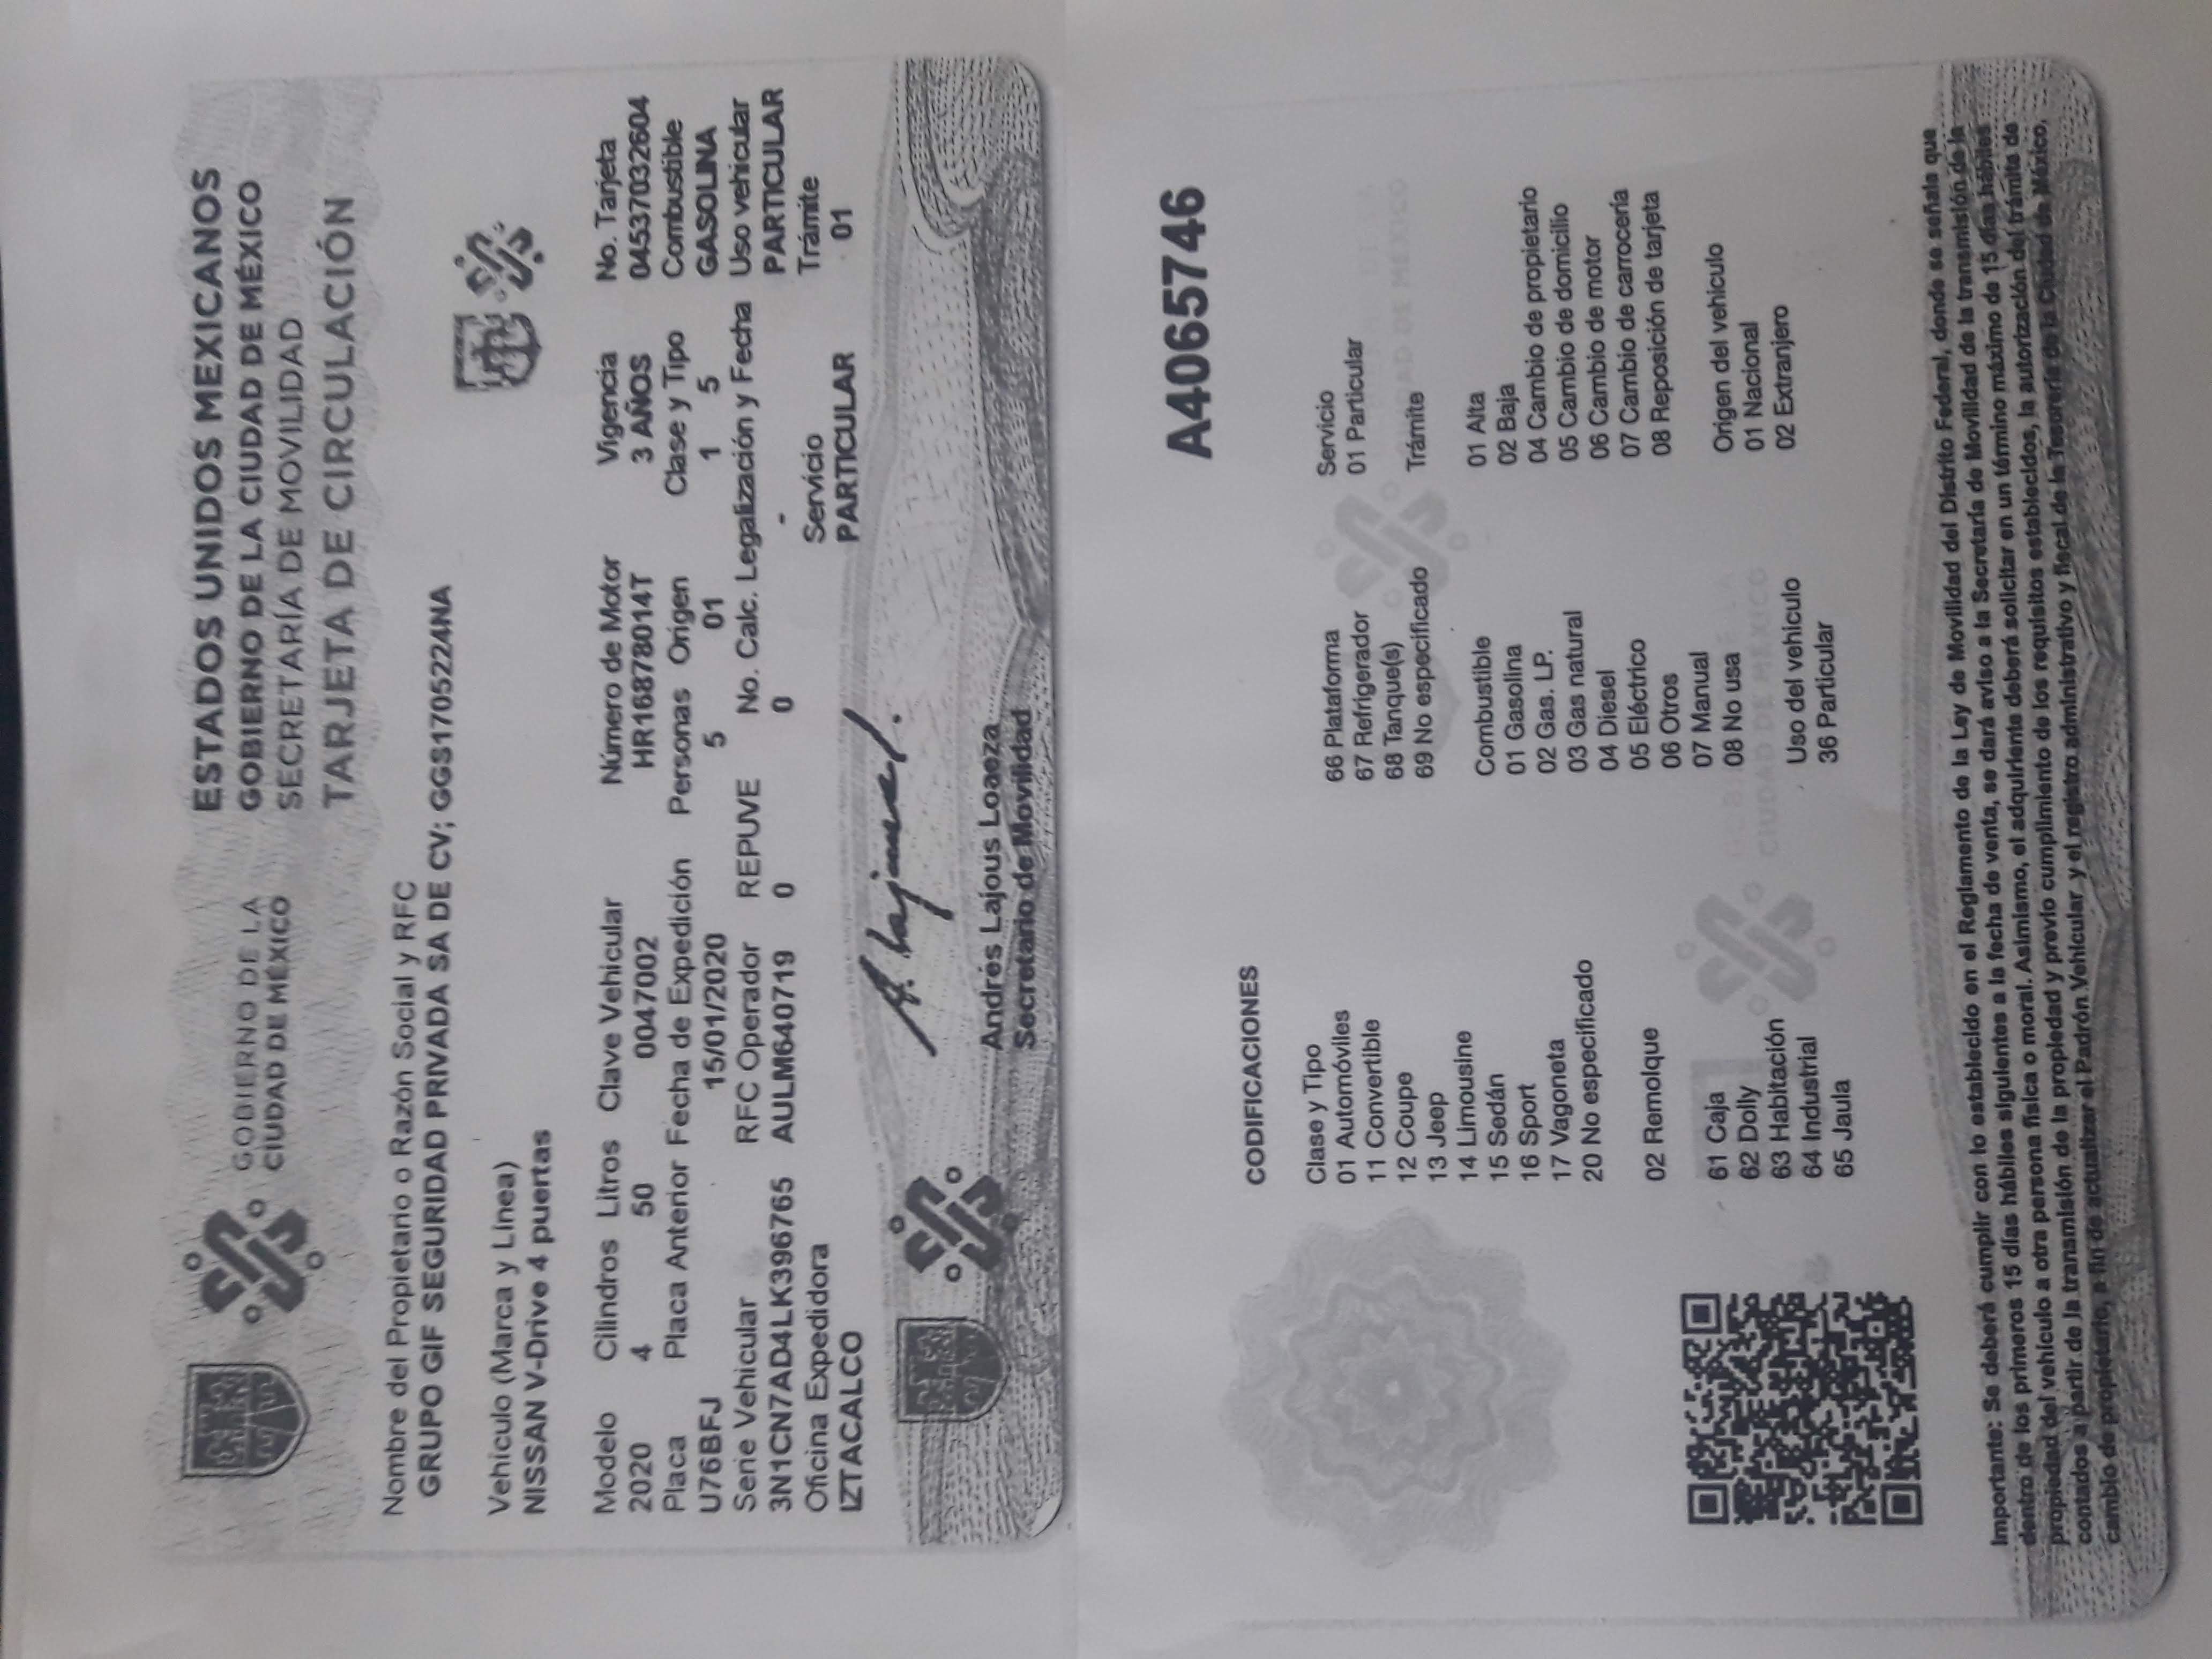 GOBIERNO DE LA
CIUDAD DE MÉXICO
ESTADOS UNIDOS MEXICANOS
GOBIERNO DE LA CIUDAD DE MÉXICO
SECRETARÍA DE MOVILIDAD
TARJETA DE CIRCULACIÓN
Nombre del Propietario o Razón Social y RFC
GRUPO GIF SEGURIDAD PRIVADA SA DE CV; GGS1705224NA
Vehículo (Marca y Línea)
NISSAN V-Drive 4 puertas
Modelo Cilindros Litros Clave Vehicular Número de Motor Vigencia No. Tarjeta
2020 4 50 0047002 HR16878014T 3 AÑOS 04537032604
Placa Placa Anterior Fecha de Expedición Personas Origen Clase y Tipo Combustible
U76BFJ 15/01/2020 5 01 1 5 GASOLINA
Serie Vehicular RFC Operador REPUVE No. Calc. Legalización y Fecha Uso vehicular
3N1CN7AD4LK396765 AULM640719 0 0 - PARTICULAR
Oficina Expedidora Servicio Trámite
IZTACALCO PARTICULAR 01
A. Lajous L.
Andrés Lajous Loaeza
Secretario de Movilidad
A4065746
CODIFICACIONES
Clase y Tipo
01 Automóviles
11 Convertible
12 Coupe
13 Jeep
14 Limousine
15 Sedán
16 Sport
17 Vagoneta
20 No especificado
02 Remolque
61 Caja
62 Dolly
63 Habitación
64 Industrial
65 Jaula
66 Plataforma
67 Refrigerador
68 Tanque(s)
69 No especificado
Combustible
01 Gasolina
02 Gas. LP.
03 Gas natural
04 Diesel
05 Eléctrico
06 Otros
07 Manual
08 No usa
Uso del vehiculo
36 Particular
Servicio
01 Particular
Trámite
01 Alta
02 Baja
04 Cambio de propietario
05 Cambio de domicilio
06 Cambio de motor
07 Cambio de carrocería
08 Reposición de tarjeta
Origen del vehiculo
01 Nacional
02 Extranjero
CIUDAD DE MÉXICO
Importante: Se deberá cumplir con lo establecido en el Reglamento de la Ley de Movilidad del Distrito Federal, donde se señala que
dentro de los primeros 15 días hábiles siguientes a la fecha de venta, se dará aviso a la Secretaría de Movilidad de la transmisión de la
propiedad del vehículo a otra persona física o moral. Asimismo, el adquiriente deberá solicitar en un término máximo de 15 días hábiles
contados a partir de la transmisión de la propiedad y previo cumplimiento de los requisitos establecidos, la autorización del trámite de
cambio de propietario, a fin de actualizar el Padrón Vehicular y el registro administrativo y fiscal de la Tesorería de la Ciudad de México.